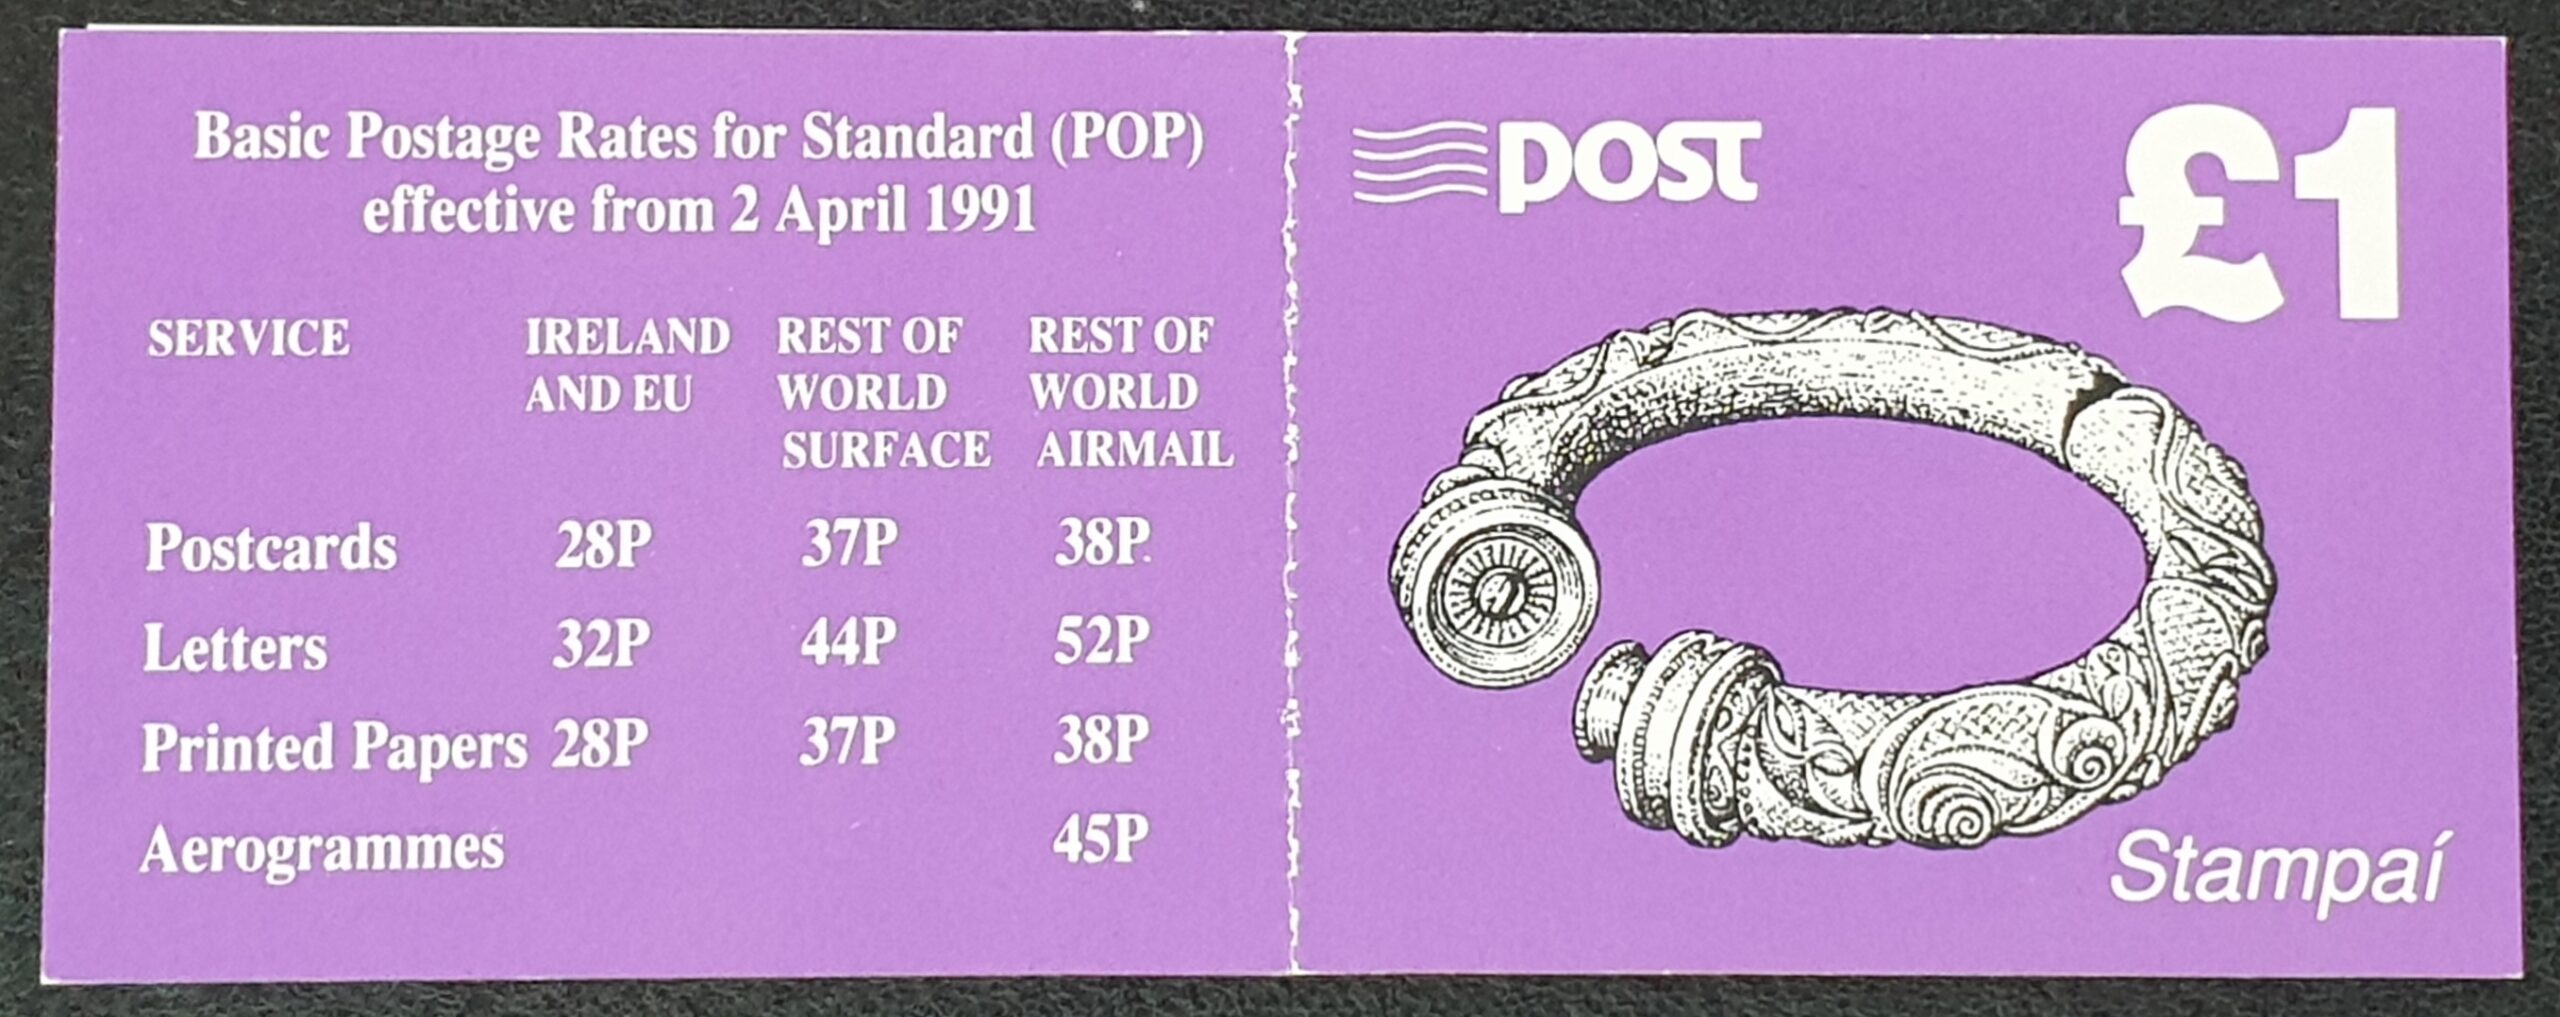 Basic Postage Rates for Standard (POP)
effective from 2 April 1991
SERVICE IRELAND AND EU REST OF WORLD SURFACE REST OF WORLD AIRMAIL
Postcards 28P 37P 38P
Letters 32P 44P 52P
Printed Papers 28P 37P 38P
Aerogrammes 45P
post
£1
Stampaí